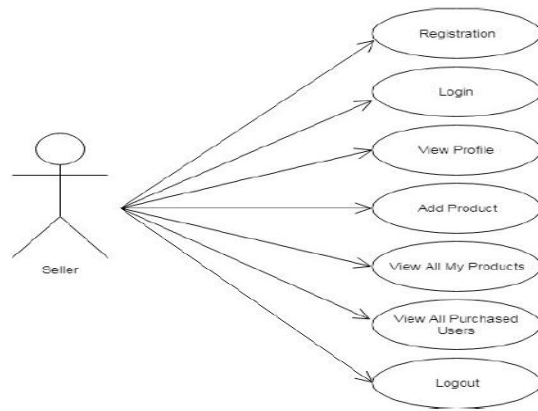 Registration
Login
View Profile
Add Product
Seller
View All My Products
View All Purchased
Users
Logout